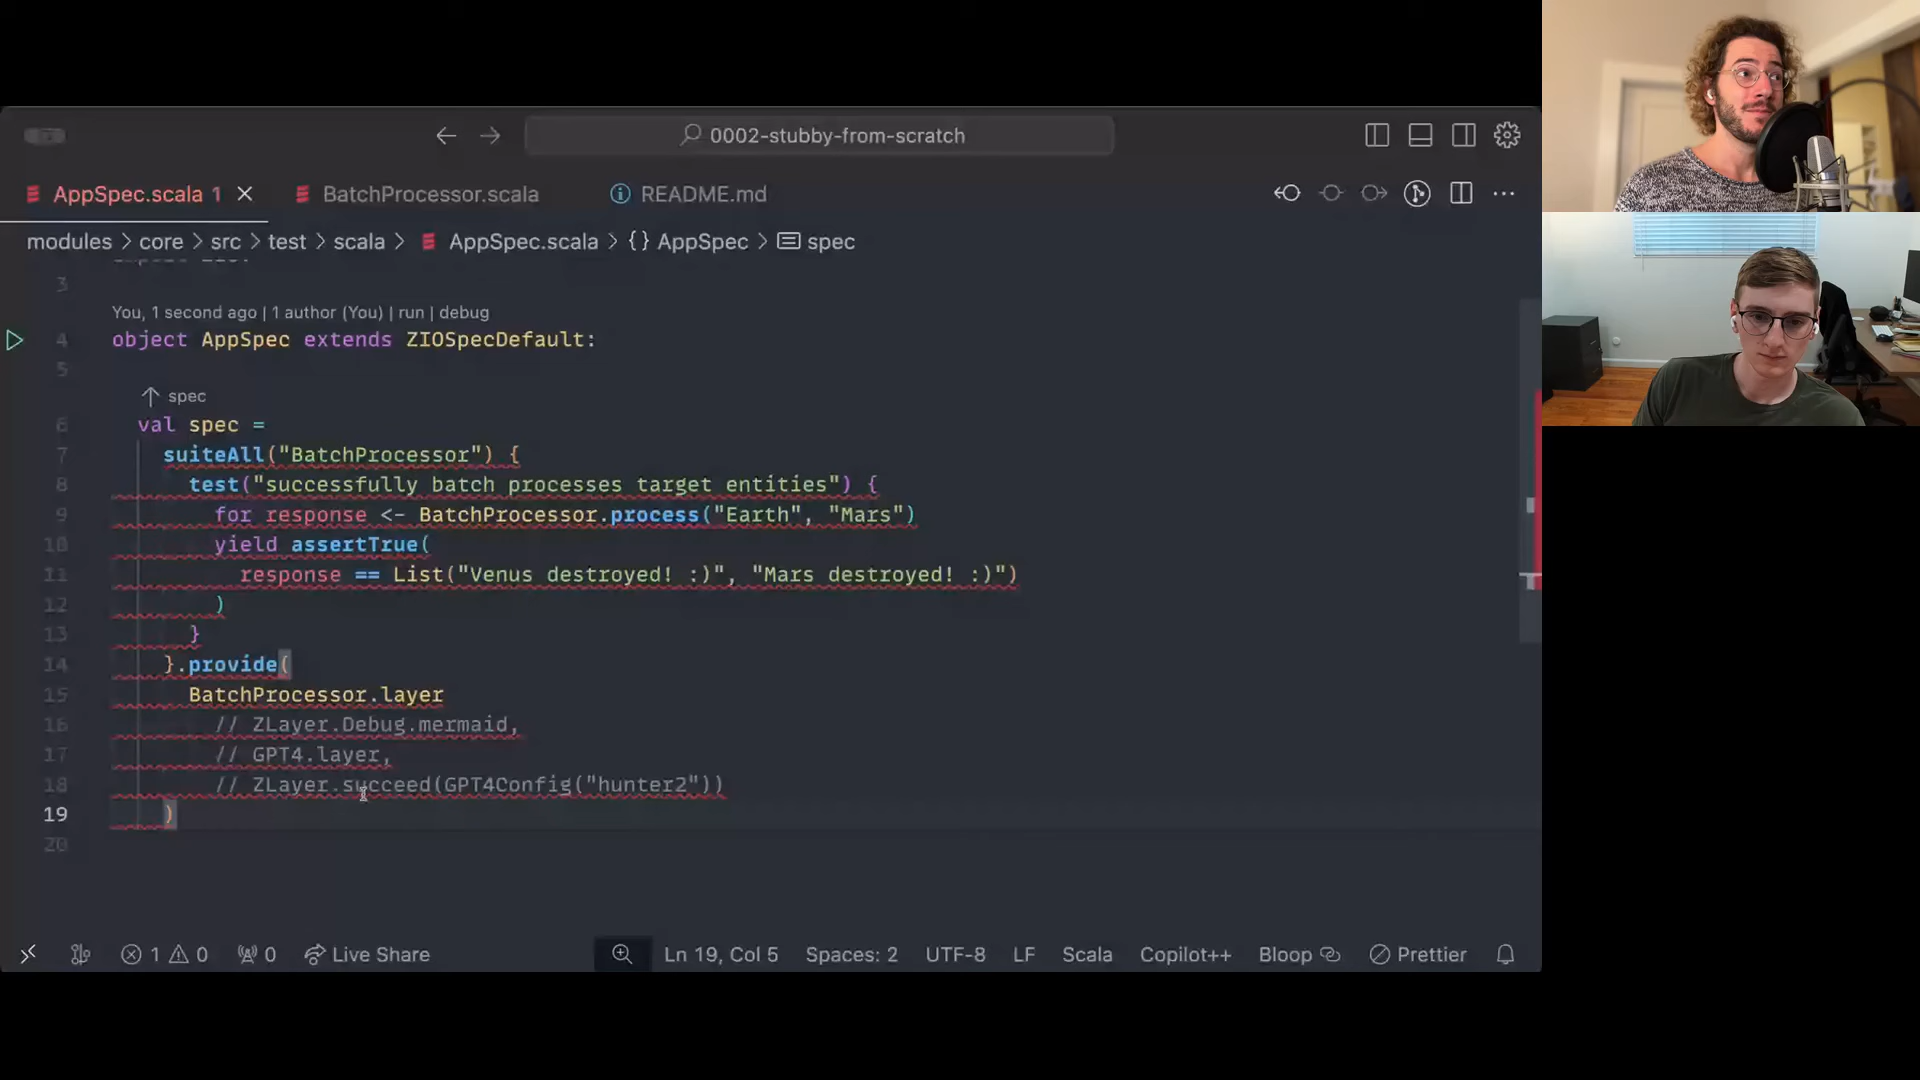 0002-stubby-from-scratch
AppSpec.scala 1
BatchProcessor.scala
README.md
modules > core > src > test > scala > AppSpec.scala > {} AppSpec > spec
3
You, 1 second ago | 1 author (You) | run | debug
4 object AppSpec extends ZIOSpecDefault:
5
spec
6 val spec =
7 suiteAll("BatchProcessor") {
8 test("successfully batch processes target entities") {
9 for response <- BatchProcessor.process("Earth", "Mars")
10 yield assertTrue(
11 response == List("Venus destroyed! :)", "Mars destroyed! :)")
12 )
13 }
14 }.provide(
15 BatchProcessor.layer
16 // ZLayer.Debug.mermaid,
17 // GPT4.layer,
18 // ZLayer.succeed(GPT4Config("hunter2"))
19 )
20
1 0 0 Live Share Ln 19, Col 5 Spaces: 2 UTF-8 LF Scala Copilot++ Bloop Prettier